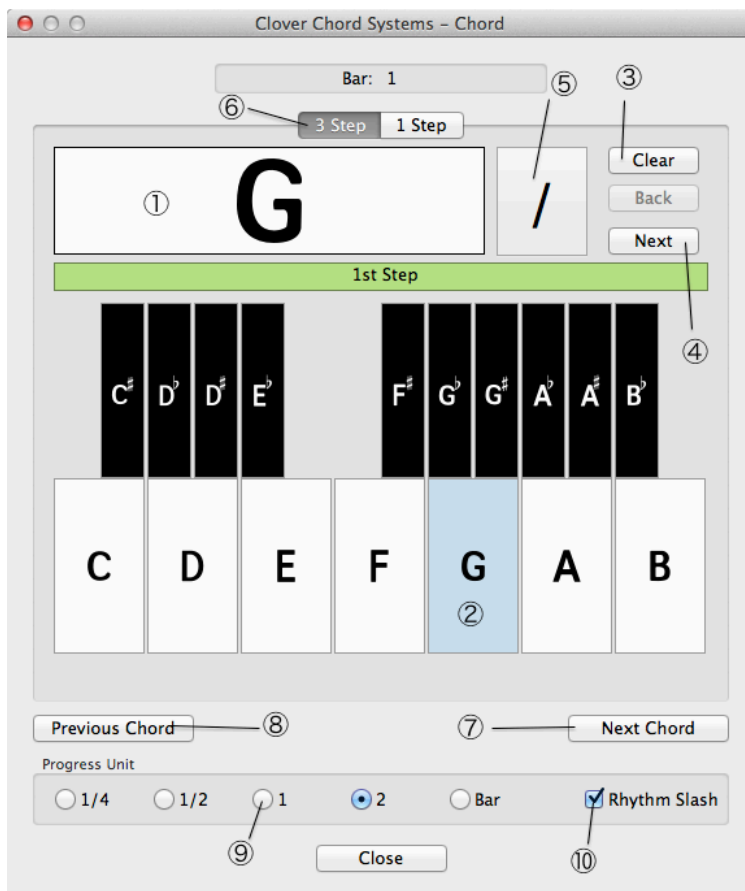 Clover Chord Systems – Chord
Bar: 1
⑥ ⑤ ③
3 Step 1 Step
① G / Clear
Back
Next
1st Step
④
C♯ D♭ D♯ E♭ F♯ G♭ G♯ A♭ A♯ B♭
C D E F G A B
②
Previous Chord ⑧ ⑦ Next Chord
Progress Unit
1/4 1/2 1 2 Bar Rhythm Slash
⑨ Close ⑩